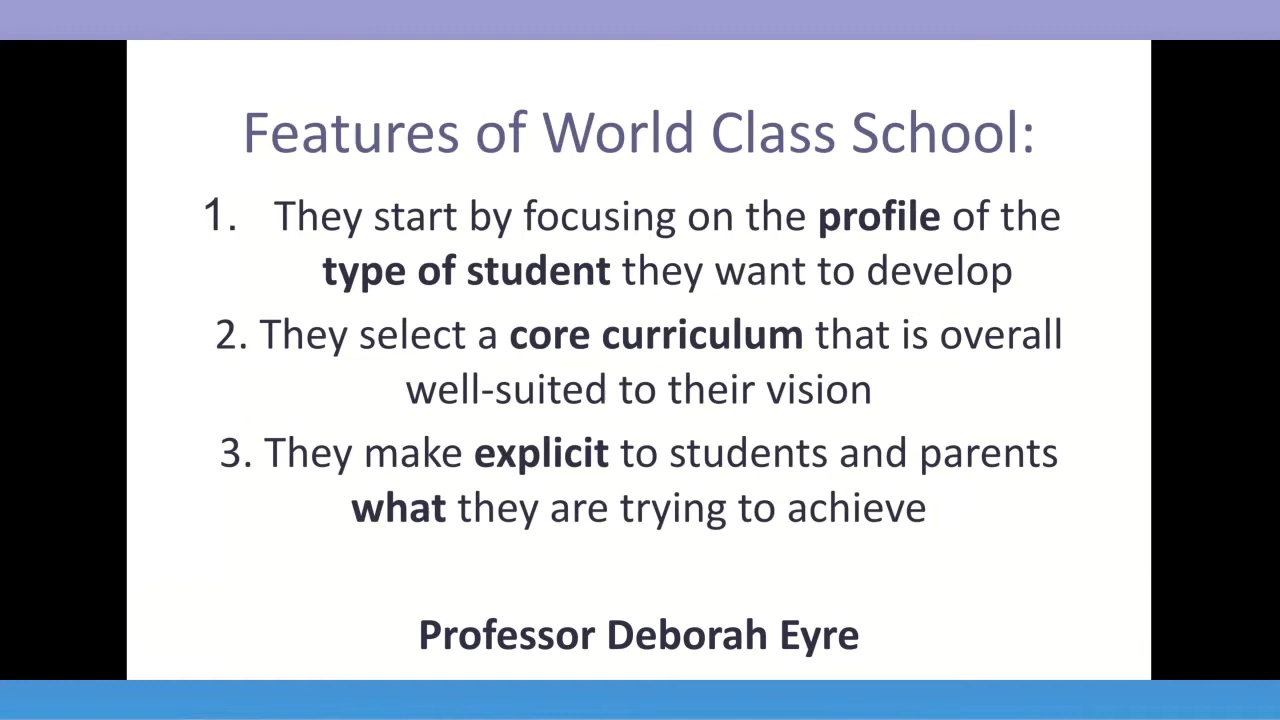 Features of World Class School:
1. They start by focusing on the profile of the
type of student they want to develop
2. They select a core curriculum that is overall
well-suited to their vision
3. They make explicit to students and parents
what they are trying to achieve
Professor Deborah Eyre